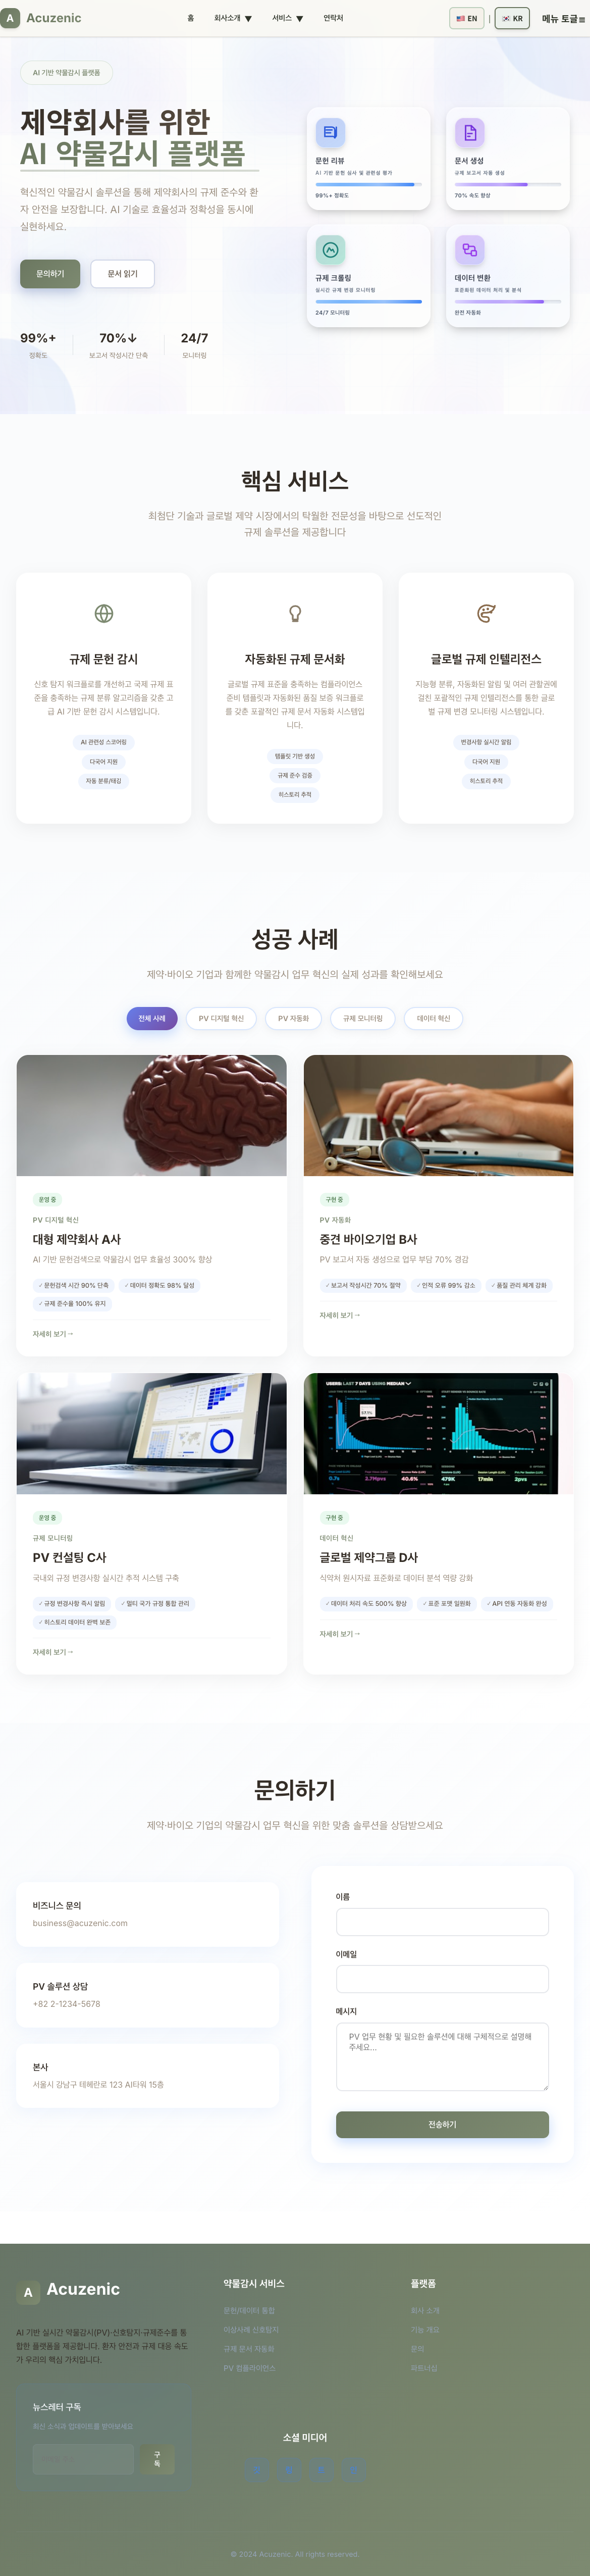 A Acuzenic
홈 회사소개 ▼ 서비스 ▼ 연락처
EN | KR 메뉴 토글
AI 기반 약물감시 플랫폼
제약회사를 위한
AI 약물감시 플랫폼
혁신적인 약물감시 솔루션을 통해 제약회사의 규제 준수와 환
자 안전을 보장합니다. AI 기술로 효율성과 정확성을 동시에
실현하세요.
문의하기 문서 읽기
99%+ 70%↓ 24/7
정확도 보고서 작성시간 단축 모니터링
문헌 리뷰
AI 기반 문헌 심사 및 관련성 평가
99%+ 정확도
문서 생성
규제 보고서 자동 생성
70% 속도 향상
규제 크롤링
실시간 규제 변경 모니터링
24/7 모니터링
데이터 변환
표준화된 데이터 처리 및 분석
완전 자동화
핵심 서비스
최첨단 기술과 글로벌 제약 시장에서의 탁월한 전문성을 바탕으로 선도적인
규제 솔루션을 제공합니다
규제 문헌 감시
신호 탐지 워크플로를 개선하고 국제 규제 표
준을 충족하는 규제 분류 알고리즘을 갖춘 고
급 AI 기반 문헌 감시 시스템입니다.
AI 관련성 스코어링
다국어 지원
자동 분류/태깅
자동화된 규제 문서화
글로벌 규제 표준을 충족하는 컴플라이언스
준비 템플릿과 자동화된 품질 보증 워크플로
를 갖춘 포괄적인 규제 문서 자동화 시스템입
니다.
템플릿 기반 생성
규제 준수 검증
히스토리 추적
글로벌 규제 인텔리전스
지능형 분류, 자동화된 알림 및 여러 관할권에
걸친 포괄적인 규제 인텔리전스를 통한 글로
벌 규제 변경 모니터링 시스템입니다.
변경사항 실시간 알림
다국어 지원
히스토리 추적
성공 사례
제약·바이오 기업과 함께한 약물감시 업무 혁신의 실제 성과를 확인해보세요
전체 사례 PV 디지털 혁신 PV 자동화 규제 모니터링 데이터 혁신
운영 중
PV 디지털 혁신
대형 제약회사 A사
AI 기반 문헌검색으로 약물감시 업무 효율성 300% 향상
✓ 문헌검색 시간 90% 단축 ✓ 데이터 정확도 98% 달성
✓ 규제 준수율 100% 유지
자세히 보기 →
구현 중
PV 자동화
중견 바이오기업 B사
PV 보고서 자동 생성으로 업무 부담 70% 경감
✓ 보고서 작성시간 70% 절약 ✓ 인적 오류 99% 감소 ✓ 품질 관리 체계 강화
자세히 보기 →
USERS: LAST 7 DAYS USING MEDIAN
운영 중
규제 모니터링
PV 컨설팅 C사
국내외 규정 변경사항 실시간 추적 시스템 구축
✓ 규정 변경사항 즉시 알림 ✓ 멀티 국가 규정 통합 관리
✓ 히스토리 데이터 완벽 보존
자세히 보기 →
구현 중
데이터 혁신
글로벌 제약그룹 D사
식약처 원시자료 표준화로 데이터 분석 역량 강화
✓ 데이터 처리 속도 500% 향상 ✓ 표준 포맷 일원화 ✓ API 연동 자동화 완성
자세히 보기 →
문의하기
제약·바이오 기업의 약물감시 업무 혁신을 위한 맞춤 솔루션을 상담받으세요
비즈니스 문의
business@acuzenic.com
PV 솔루션 상담
+82 2-1234-5678
본사
서울시 강남구 테헤란로 123 AI타워 15층
이름
이메일
메시지
PV 업무 현황 및 필요한 솔루션에 대해 구체적으로 설명해
주세요...
전송하기
A Acuzenic
AI 기반 실시간 약물감시(PV)·신호탐지·규제준수를 통
합한 플랫폼을 제공합니다. 환자 안전과 규제 대응 속도
가 우리의 핵심 가치입니다.
뉴스레터 구독
최신 소식과 업데이트를 받아보세요
구
독
약물감시 서비스
문헌/데이터 통합
이상사례 신호탐지
규제 문서 자동화
PV 컴플라이언스
플랫폼
회사 소개
기능 개요
문의
파트너십
소셜 미디어
© 2024 Acuzenic. All rights reserved.